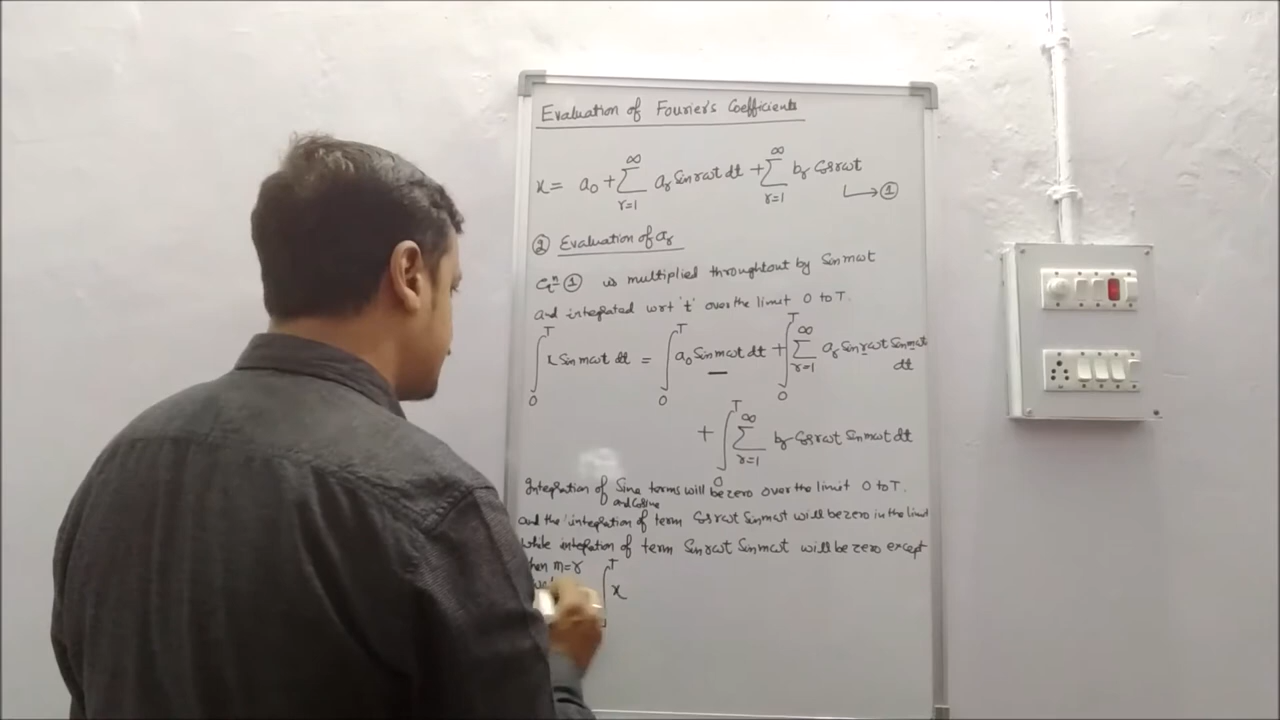 Evaluation of Fourier's Coefficients
x = a₀ + ∑_{r=1}^{∞} aᵣ Sin rωt dt + ∑_{r=1}^{∞} bᵣ Cos rωt
↳ ①
② Evaluation of aᵣ
Eqⁿ ① is multiplied throughtout by Sin mωt
and integrated wrt 't' over the limit 0 to T.
∫₀ᵀ x Sin mωt dt = ∫₀ᵀ a₀ Sin mωt dt + ∫₀ᵀ ∑_{r=1}^{∞} aᵣ Sin rωt Sin mωt dt
+ ∫₀ᵀ ∑_{r=1}^{∞} bᵣ Cos rωt Sin mωt dt
Integration of Sine and Cosine terms will be zero over the limit 0 to T.
and the integration of term Cos rωt Sin mωt will be zero in the limit
while integration of term Sin rωt Sin mωt will be zero except
when m=r
∫ᵀ x